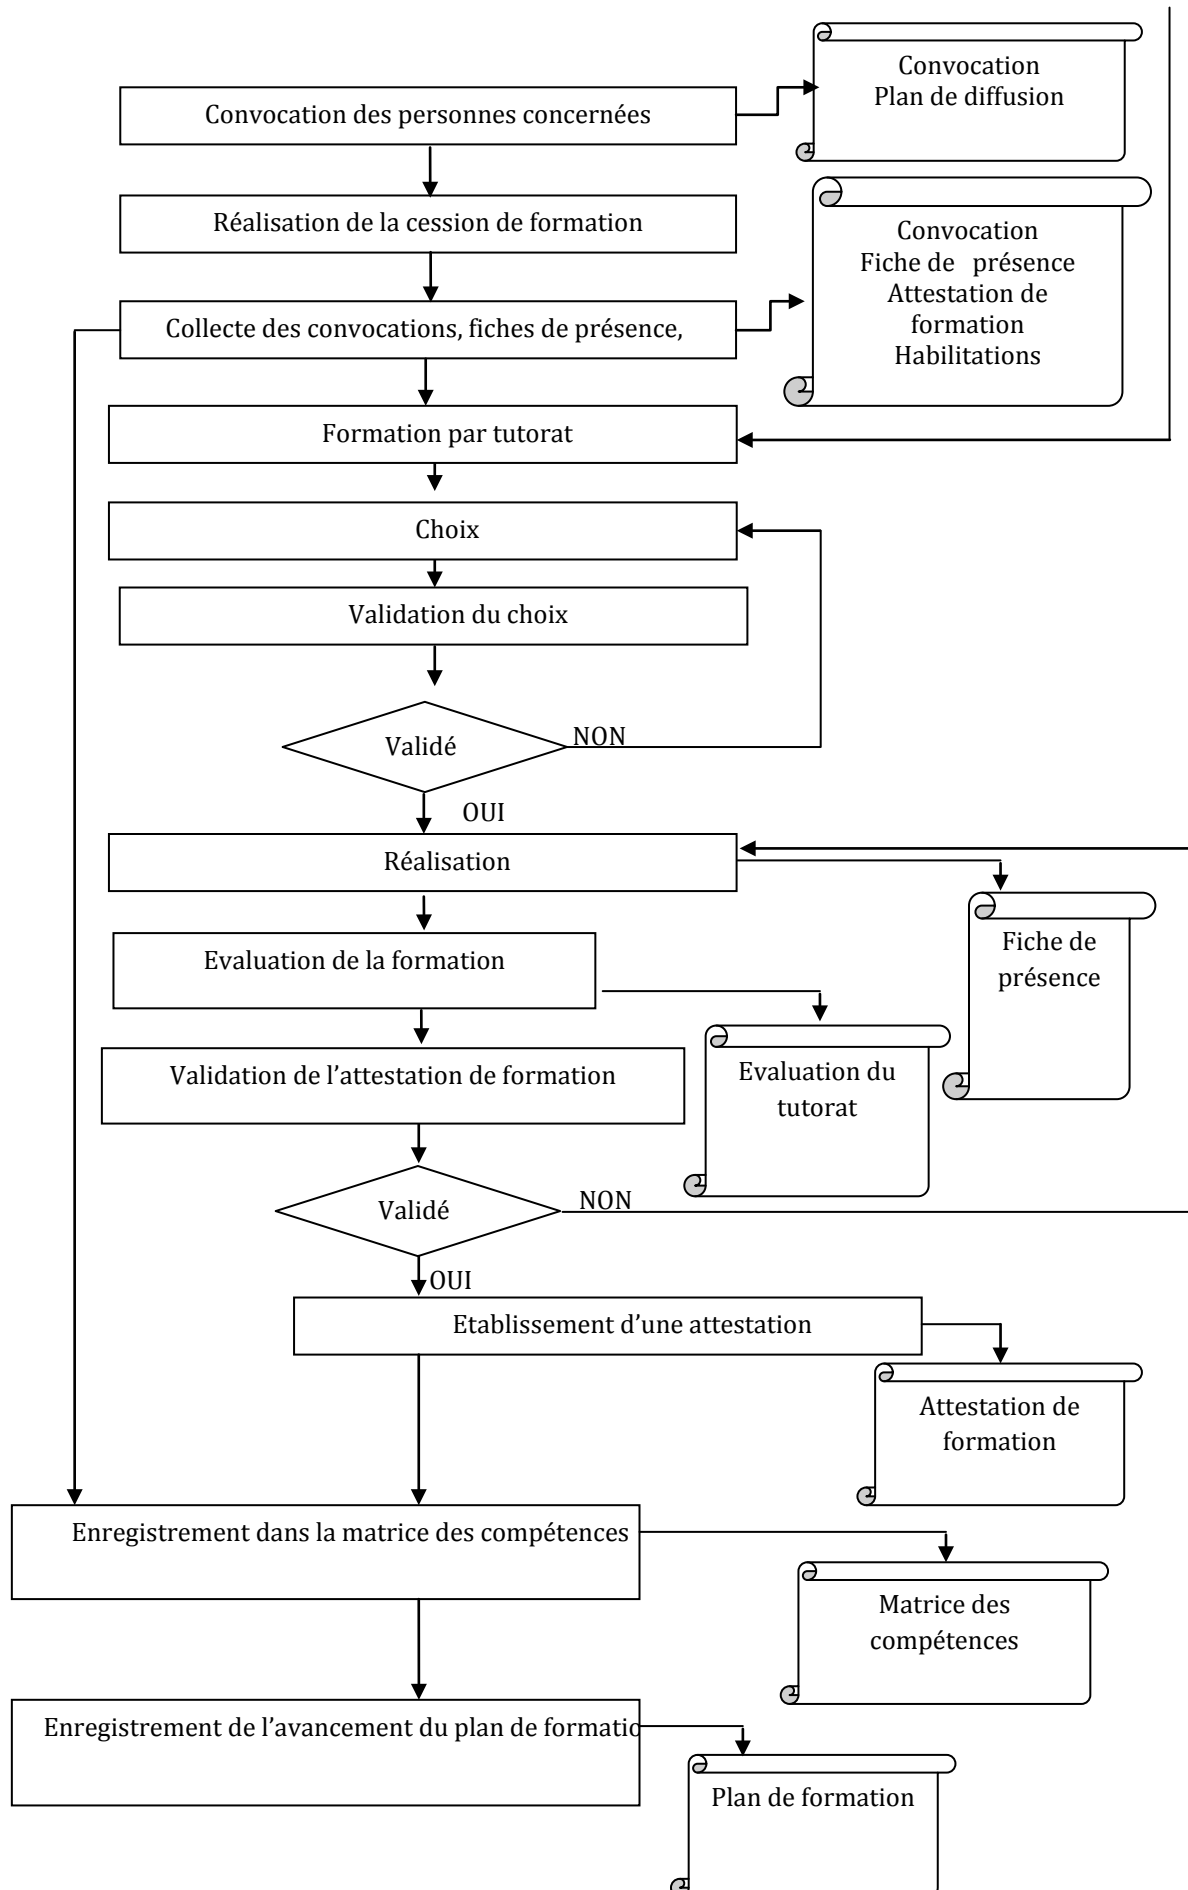 Convocation
Plan de diffusion
Convocation des personnes concernées
Réalisation de la cession de formation
Convocation
Fiche de présence
Attestation de
formation
Habilitations
Collecte des convocations, fiches de présence,
Formation par tutorat
Choix
Validation du choix
Validé
NON
OUI
Réalisation
Fiche de
présence
Evaluation de la formation
Evaluation du
tutorat
Validation de l’attestation de formation
Validé
NON
OUI
Etablissement d’une attestation
Attestation de
formation
Enregistrement dans la matrice des compétences
Matrice des
compétences
Enregistrement de l’avancement du plan de formatio
Plan de formation